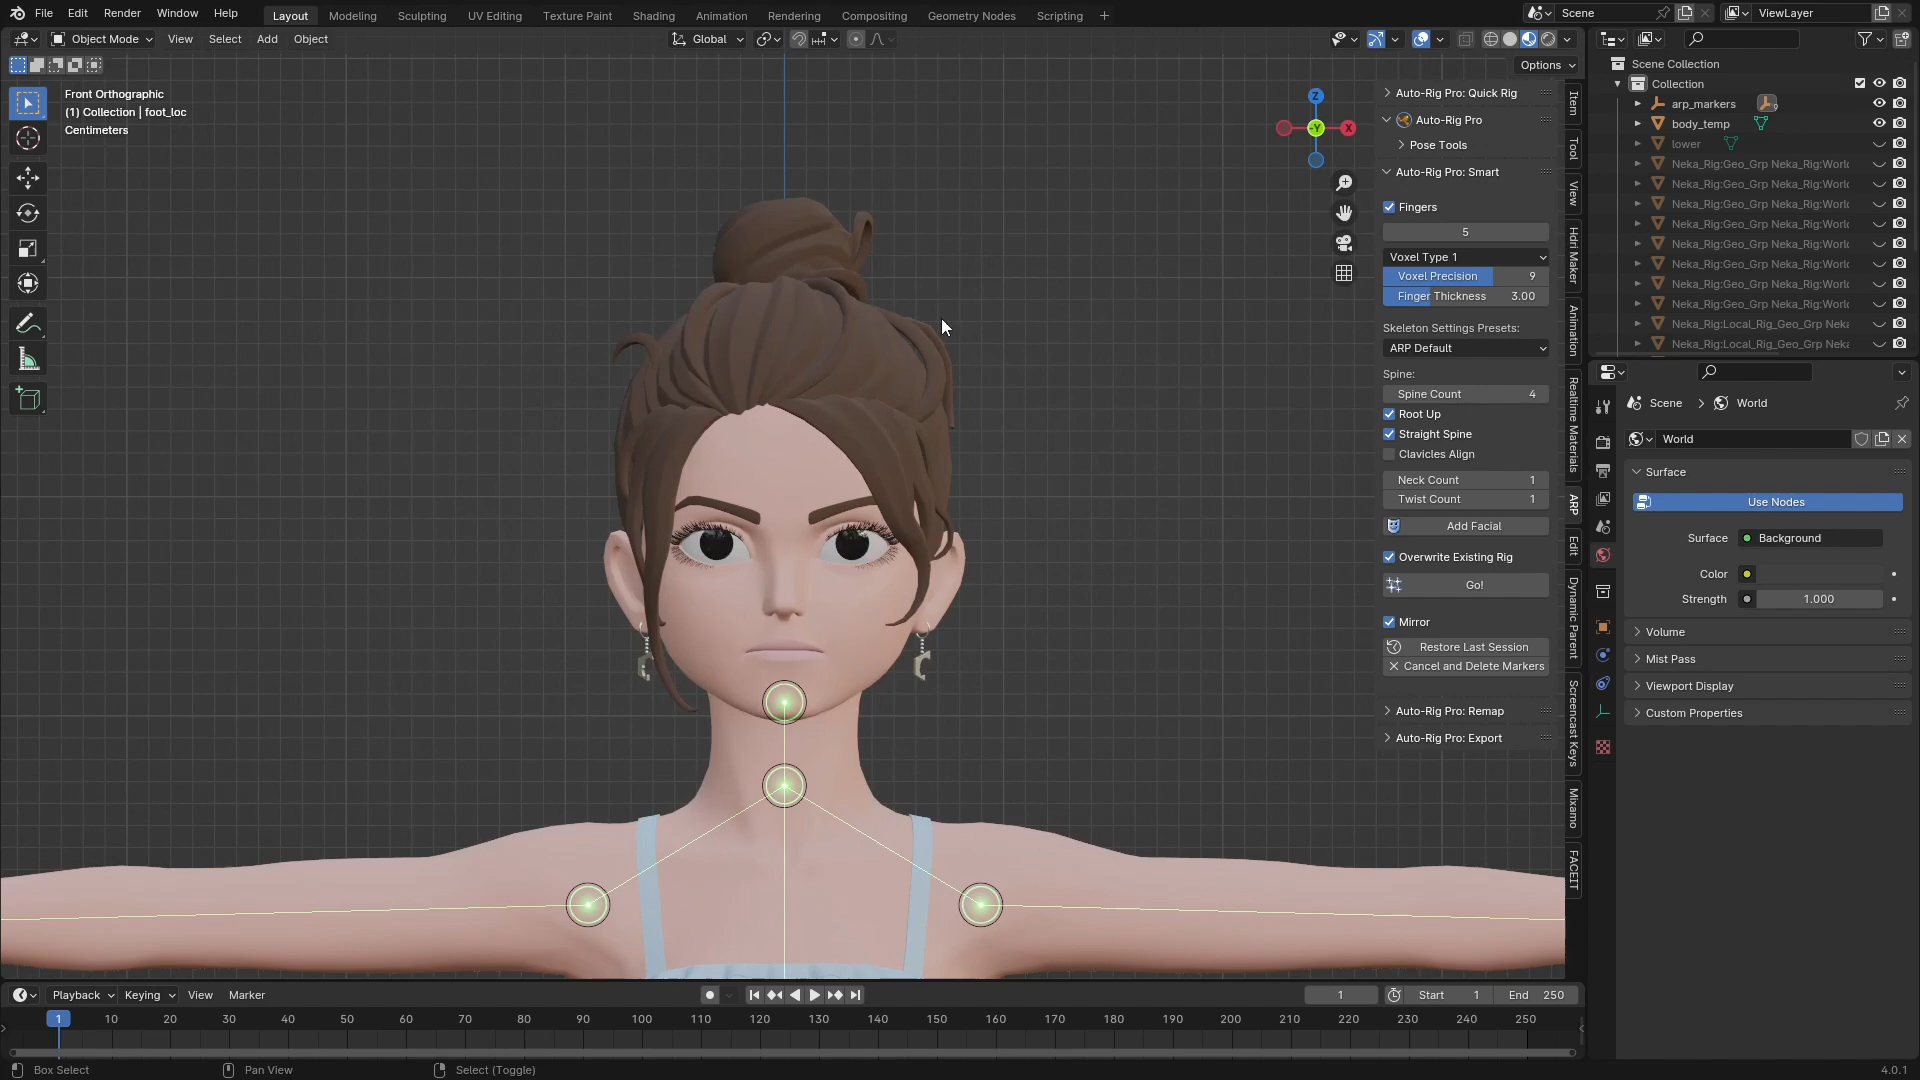 File Edit Render Window Help
Layout Modeling Sculpting UV Editing Texture Paint Shading Animation Rendering Compositing Geometry Nodes Scripting +
Scene
ViewLayer
Object Mode View Select Add Object
Global
Options
Front Orthographic
(1) Collection | foot_loc
Centimeters
Z
-Y
X
Auto-Rig Pro: Quick Rig
Auto-Rig Pro
Pose Tools
Auto-Rig Pro: Smart
Fingers
5
Voxel Type 1
Voxel Precision 9
Finger Thickness 3.00
Skeleton Settings Presets:
ARP Default
Spine:
Spine Count 4
Root Up
Straight Spine
Clavicles Align
Neck Count 1
Twist Count 1
Add Facial
Overwrite Existing Rig
Go!
Mirror
Restore Last Session
Cancel and Delete Markers
Auto-Rig Pro: Remap
Auto-Rig Pro: Export
Item
Tool
View
Hdri Maker
Animation
Realtime Materials
ARP
Edit
Dynamic Parent
Screencast Keys
Mixamo
FACEIT
Scene Collection
Collection
arp_markers 9
body_temp
lower
Neka_Rig:Geo_Grp Neka_Rig:World
Neka_Rig:Geo_Grp Neka_Rig:World
Neka_Rig:Geo_Grp Neka_Rig:World
Neka_Rig:Geo_Grp Neka_Rig:World
Neka_Rig:Geo_Grp Neka_Rig:World
Neka_Rig:Geo_Grp Neka_Rig:World
Neka_Rig:Geo_Grp Neka_Rig:World
Neka_Rig:Geo_Grp Neka_Rig:World
Neka_Rig:Local_Rig_Geo_Grp Neka
Neka_Rig:Local_Rig_Geo_Grp Neka
Scene > World
World
Surface
Use Nodes
Surface Background
Color
Strength 1.000
Volume
Mist Pass
Viewport Display
Custom Properties
Playback Keying View Marker
1 Start 1 End 250
1 10 20 30 40 50 60 70 80 90 100 110 120 130 140 150 160 170 180 190 200 210 220 230 240 250
Box Select Pan View Select (Toggle) 4.0.1